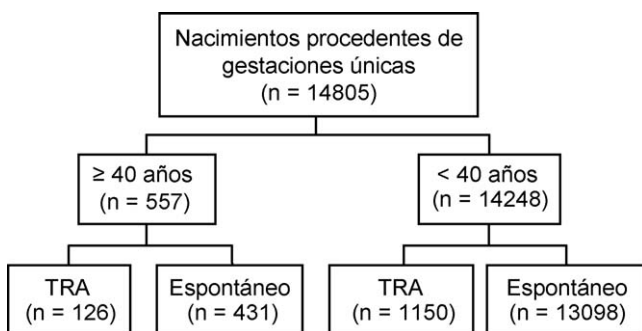 Nacimientos procedentes de
gestaciones únicas
(n = 14805)
≥ 40 años
(n = 557)
< 40 años
(n = 14248)
TRA
(n = 126)
Espontáneo
(n = 431)
TRA
(n = 1150)
Espontáneo
(n = 13098)